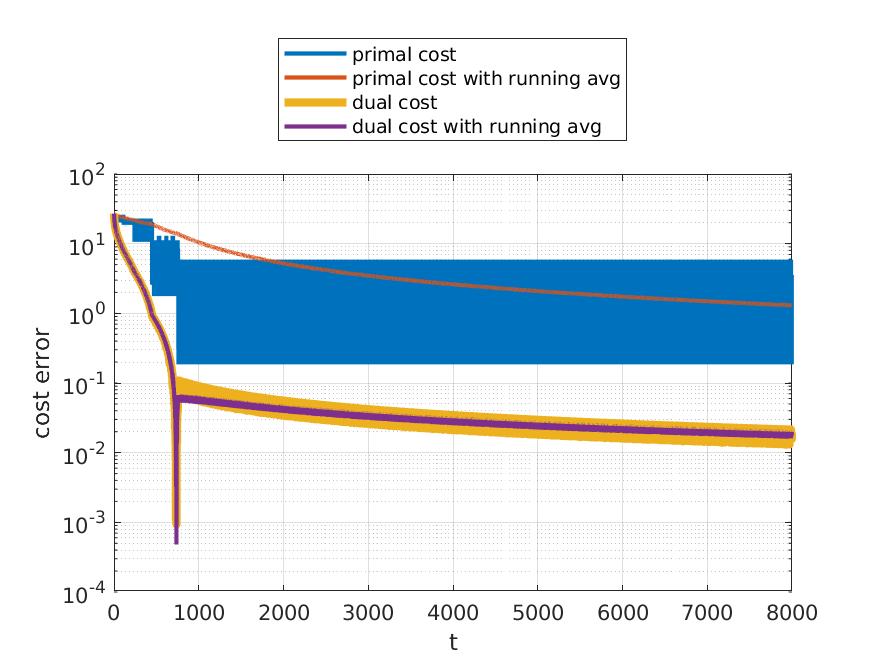 primal cost
primal cost with running avg
dual cost
dual cost with running avg
10^2
10^1
10^0
10^-1
10^-2
10^-3
10^-4
cost error
0 1000 2000 3000 4000 5000 6000 7000 8000
t